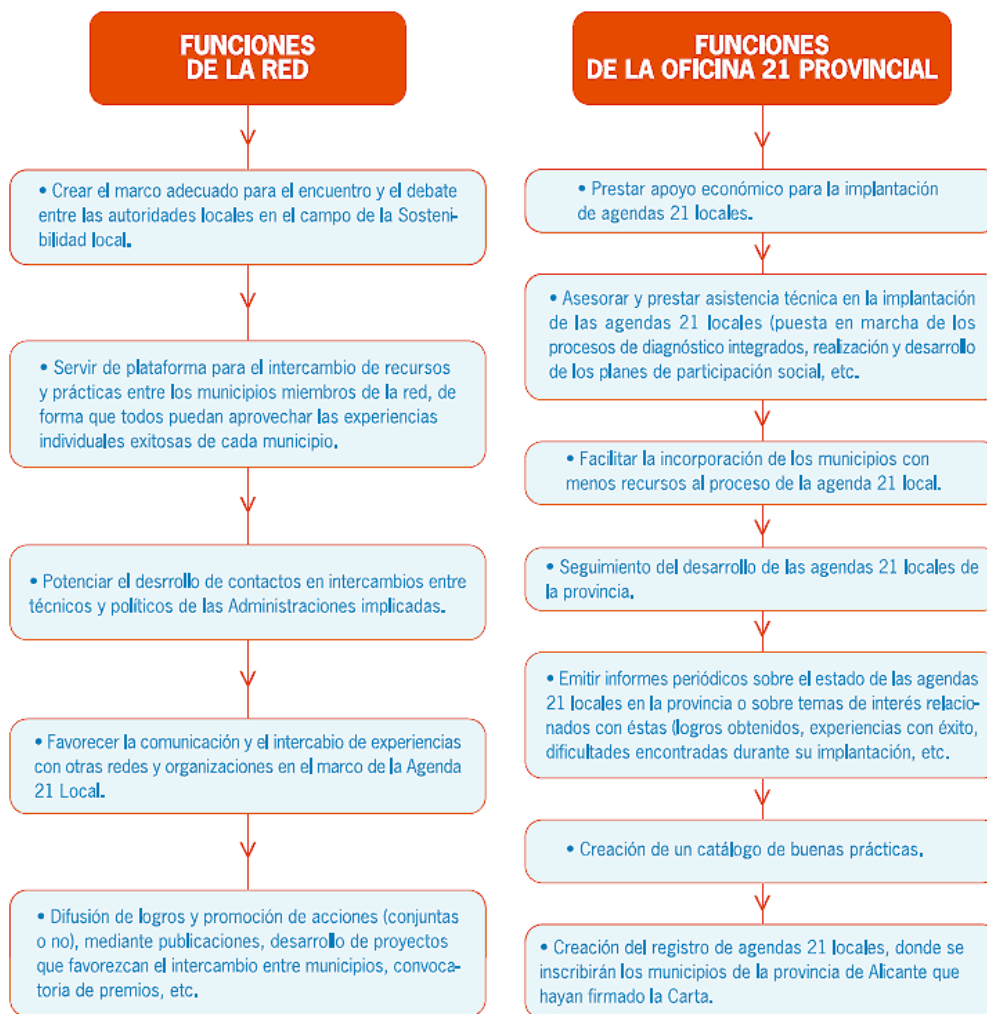 FUNCIONES
DE LA RED
• Crear el marco adecuado para el encuentro y el debate
entre las autoridades locales en el campo de la Sosteni-
bilidad local.
• Servir de plataforma para el intercambio de recursos
y prácticas entre los municipios miembros de la red, de
forma que todos puedan aprovechar las experiencias
individuales exitosas de cada municipio.
• Potenciar el desrrollo de contactos en intercambios entre
técnicos y políticos de las Administraciones implicadas.
• Favorecer la comunicación y el intercabio de experiencias
con otras redes y organizaciones en el marco de la Agenda
21 Local.
• Difusión de logros y promoción de acciones (conjuntas
o no), mediante publicaciones, desarrollo de proyectos
que favorezcan el intercambio entre municipios, convoca-
toria de premios, etc.
FUNCIONES
DE LA OFICINA 21 PROVINCIAL
• Prestar apoyo económico para la implantación
de agendas 21 locales.
• Asesorar y prestar asistencia técnica en la implantación
de las agendas 21 locales (puesta en marcha de los
procesos de diagnóstico integrados, realización y desarrollo
de los planes de participación social, etc.
• Facilitar la incorporación de los municipios con
menos recursos al proceso de la agenda 21 local.
• Seguimiento del desarrollo de las agendas 21 locales de
la provincia.
• Emitir informes periódicos sobre el estado de las agendas
21 locales en la provincia o sobre temas de interés relacio-
nados con éstas (logros obtenidos, experiencias con éxito,
dificultades encontradas durante su implantación, etc.
• Creación de un catálogo de buenas prácticas.
• Creación del registro de agendas 21 locales, donde se
inscribirán los municipios de la provincia de Alicante que
hayan firmado la Carta.